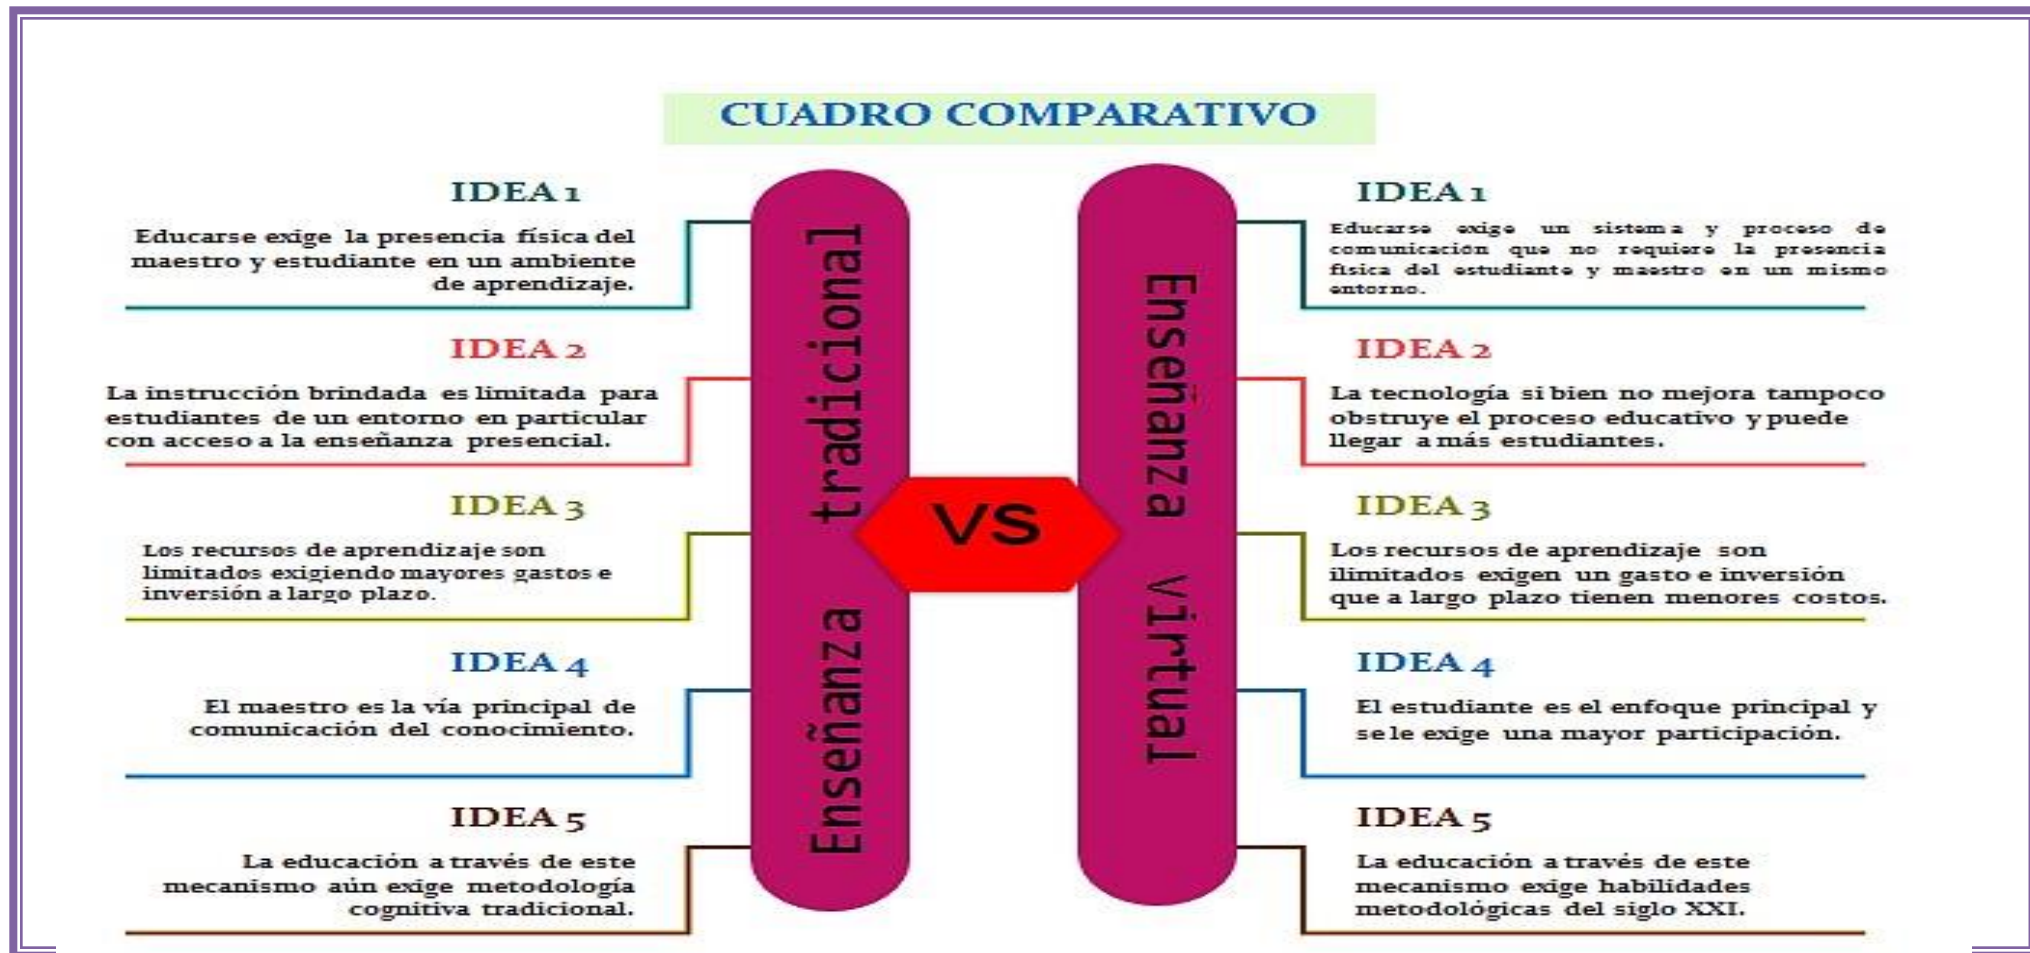 CUADRO COMPARATIVO
IDEA 1
Educarse exige la presencia física del
maestro y estudiante en un ambiente
de aprendizaje.
IDEA 2
La instrucción brindada es limitada para
estudiantes de un entorno en particular
con acceso a la enseñanza presencial.
IDEA 3
Los recursos de aprendizaje son
limitados exigiendo mayores gastos e
inversión a largo plazo.
IDEA 4
El maestro es la vía principal de
comunicación del conocimiento.
IDEA 5
La educación a través de este
mecanismo aún exige metodología
cognitiva tradicional.
Enseñanza tradicional
VS
Enseñanza virtual
IDEA 1
Educarse exige un sistema y proceso de
comunicación que no requiere la presencia
física del estudiante y maestro en un mismo
entorno.
IDEA 2
La tecnología si bien no mejora tampoco
obstruye el proceso educativo y puede
llegar a más estudiantes.
IDEA 3
Los recursos de aprendizaje son
ilimitados exigen un gasto e inversión
que a largo plazo tienen menores costos.
IDEA 4
El estudiante es el enfoque principal y
se le exige una mayor participación.
IDEA 5
La educación a través de este
mecanismo exige habilidades
metodológicas del siglo XXI.